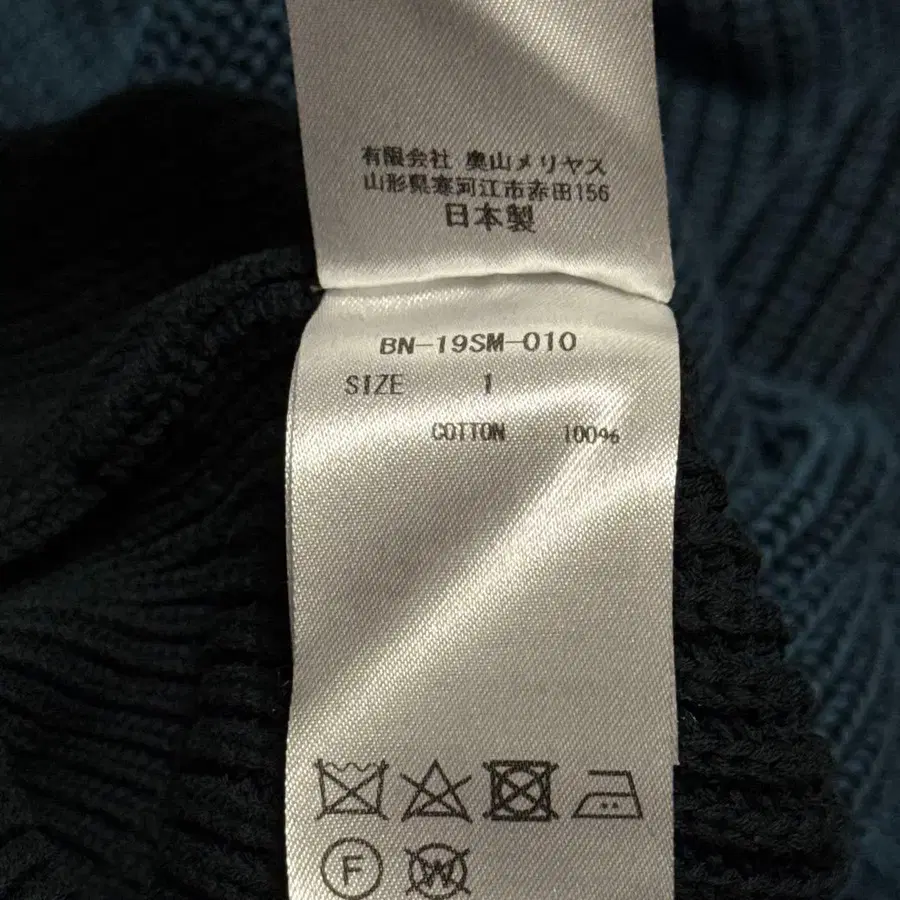 有限会社 奥山メリヤス
山形県寒河江市赤田156
日本製
BN-19SM-010
SIZE 1
COTTON 100%
F
W